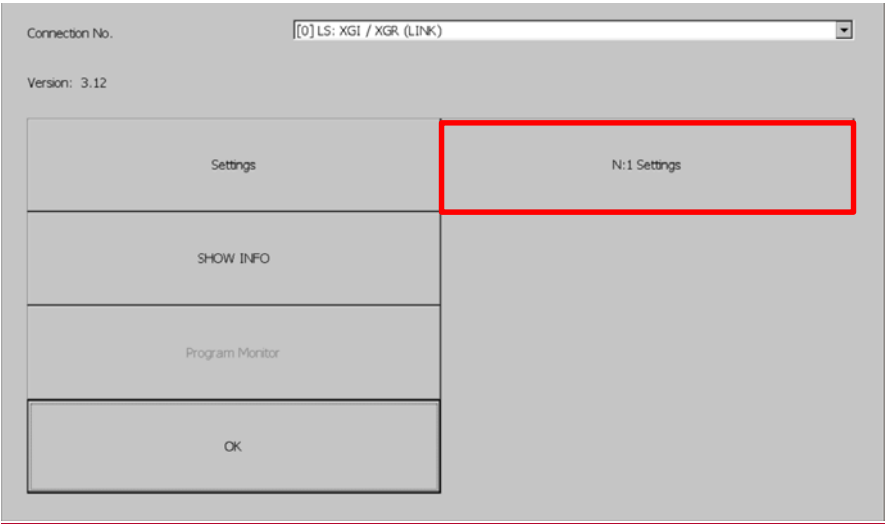 Connection No. [0] LS: XGI / XGR (LINK)
Version: 3.12
Settings N:1 Settings
SHOW INFO
Program Monitor
OK